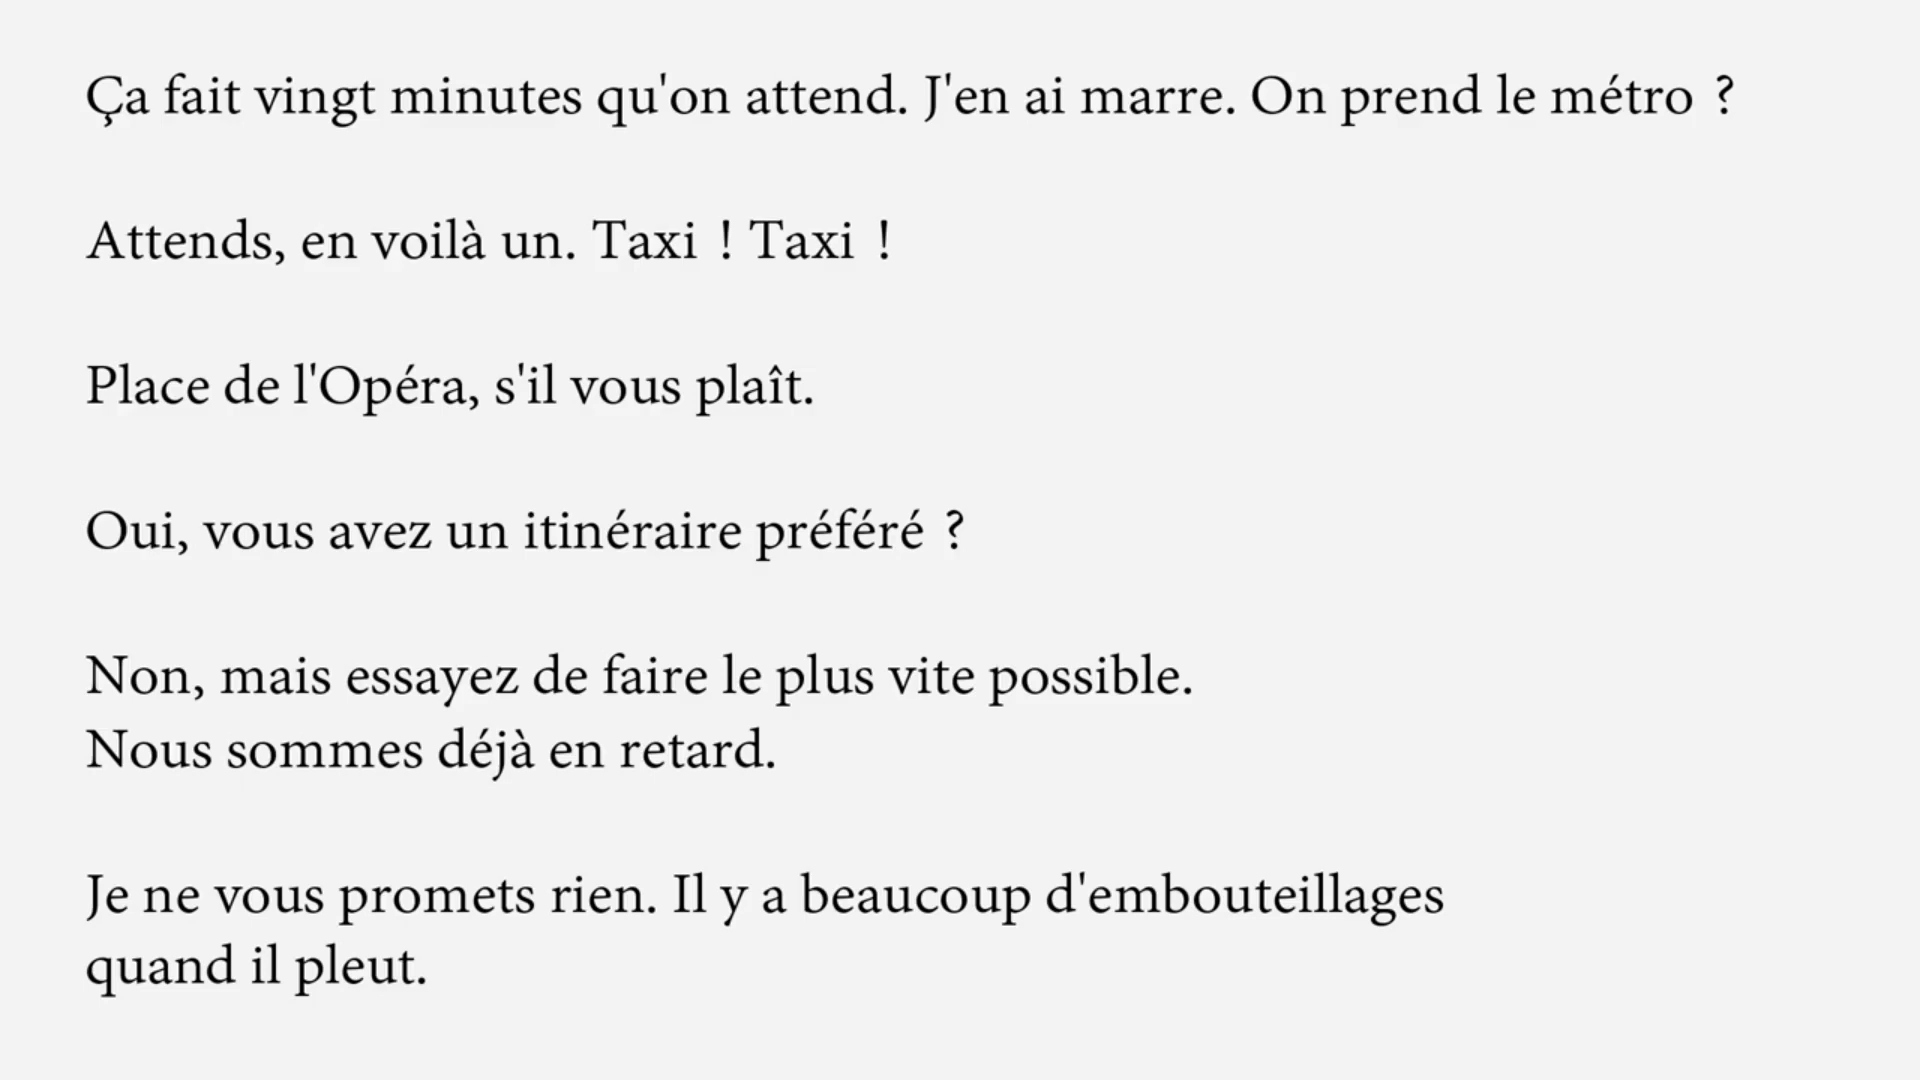 Ça fait vingt minutes qu'on attend. J'en ai marre. On prend le métro ?
Attends, en voilà un. Taxi ! Taxi !
Place de l'Opéra, s'il vous plaît.
Oui, vous avez un itinéraire préféré ?
Non, mais essayez de faire le plus vite possible.
Nous sommes déjà en retard.
Je ne vous promets rien. Il y a beaucoup d'embouteillages
quand il pleut.